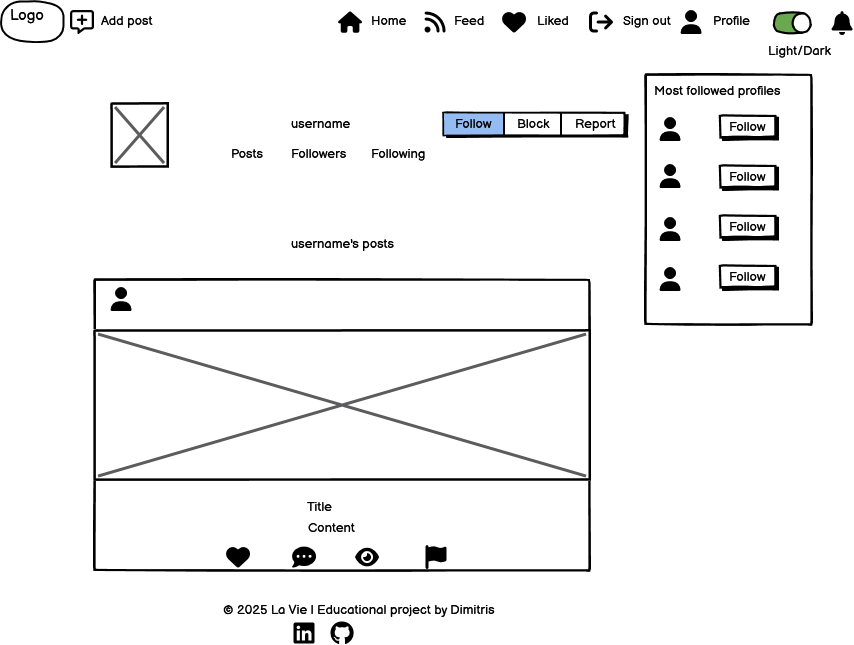 Logo
Add post
Home
Feed
Liked
Sign out
Profile
Light/Dark
username
Follow
Block
Report
Posts
Followers
Following
Most followed profiles
Follow
Follow
Follow
Follow
username's posts
Title
Content
© 2025 La Vie | Educational project by Dimitris
in